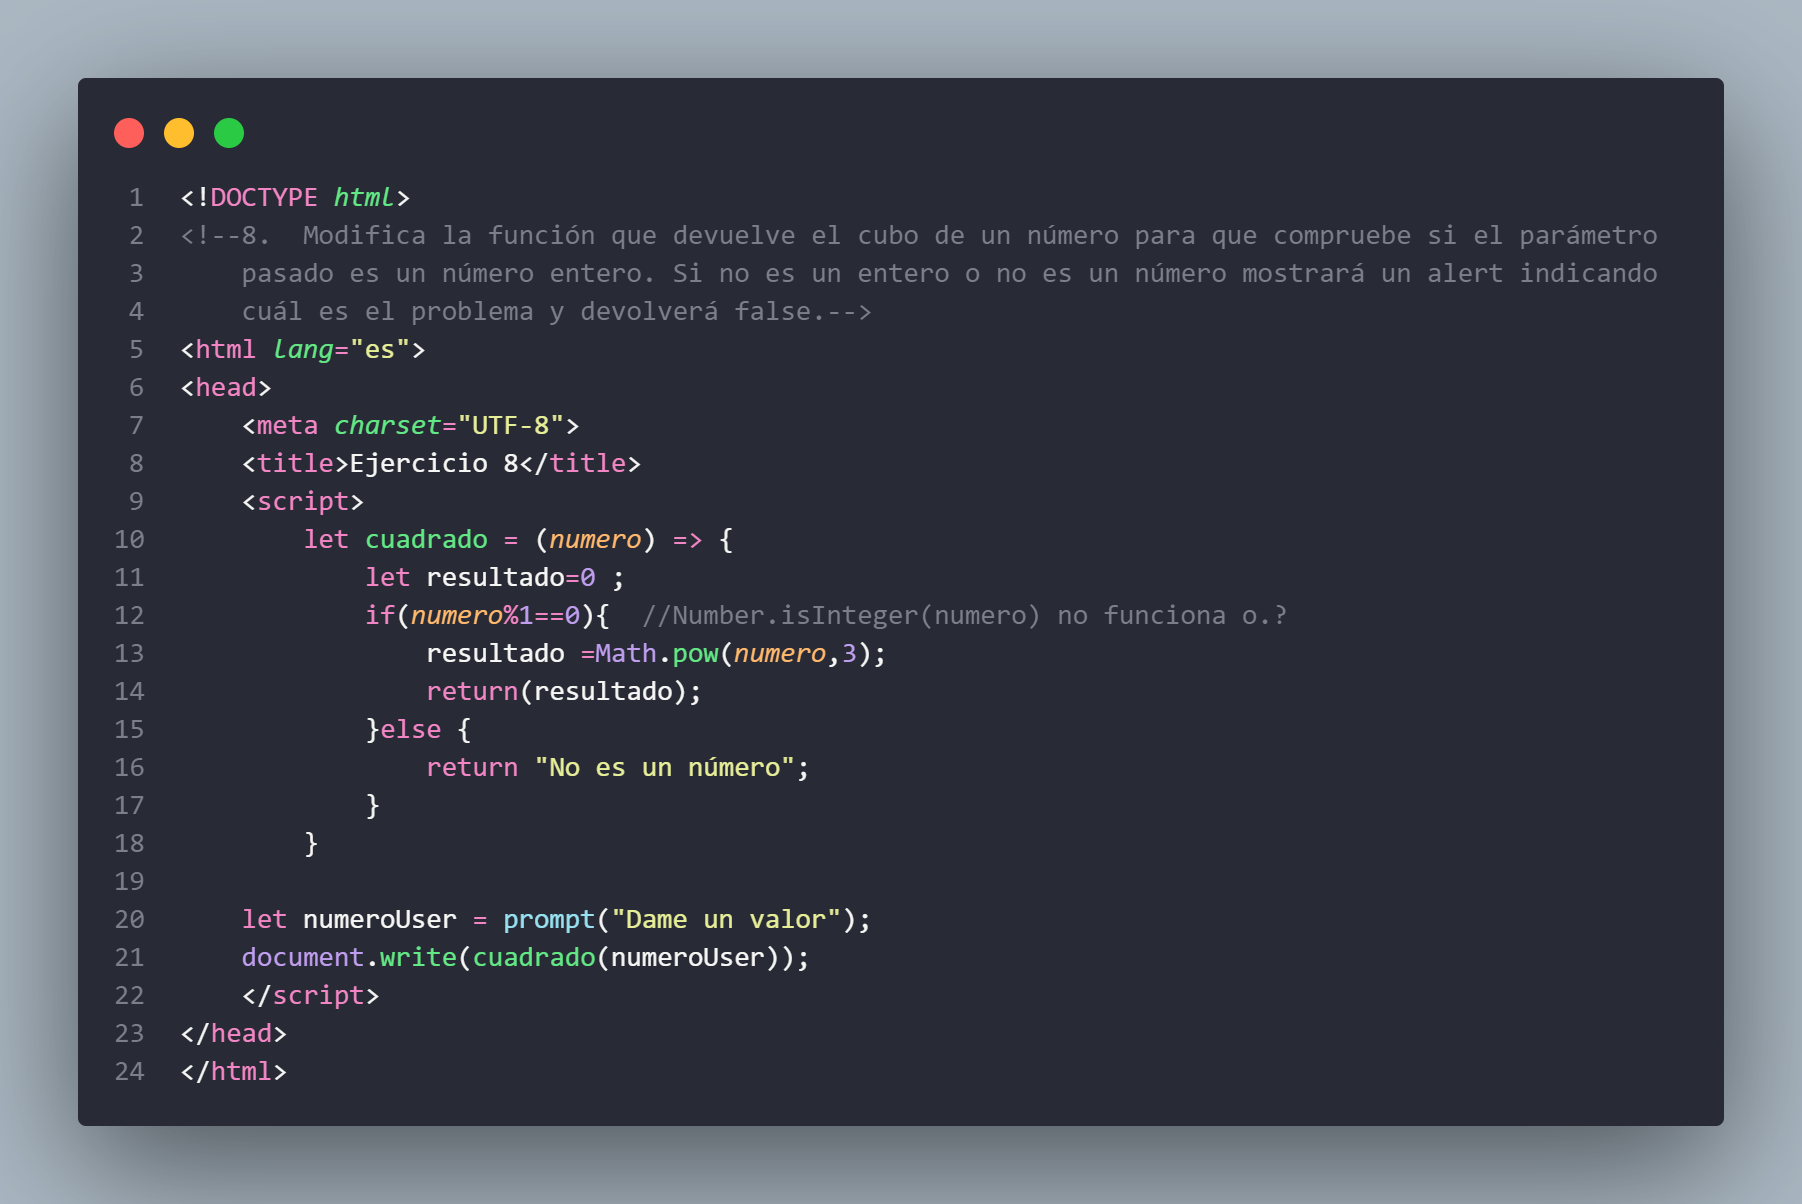 1 <!DOCTYPE html>
2 <!--8.  Modifica la función que devuelve el cubo de un número para que compruebe si el parámetro
3     pasado es un número entero. Si no es un entero o no es un número mostrará un alert indicando
4     cuál es el problema y devolverá false.-->
5 <html lang="es">
6 <head>
7     <meta charset="UTF-8">
8     <title>Ejercicio 8</title>
9     <script>
10         let cuadrado = (numero) => {
11             let resultado=0 ;
12             if(numero%1==0){  //Number.isInteger(numero) no funciona o.?
13                 resultado =Math.pow(numero,3);
14                 return(resultado);
15             }else {
16                 return "No es un número";
17             }
18         }
19
20     let numeroUser = prompt("Dame un valor");
21     document.write(cuadrado(numeroUser));
22     </script>
23 </head>
24 </html>